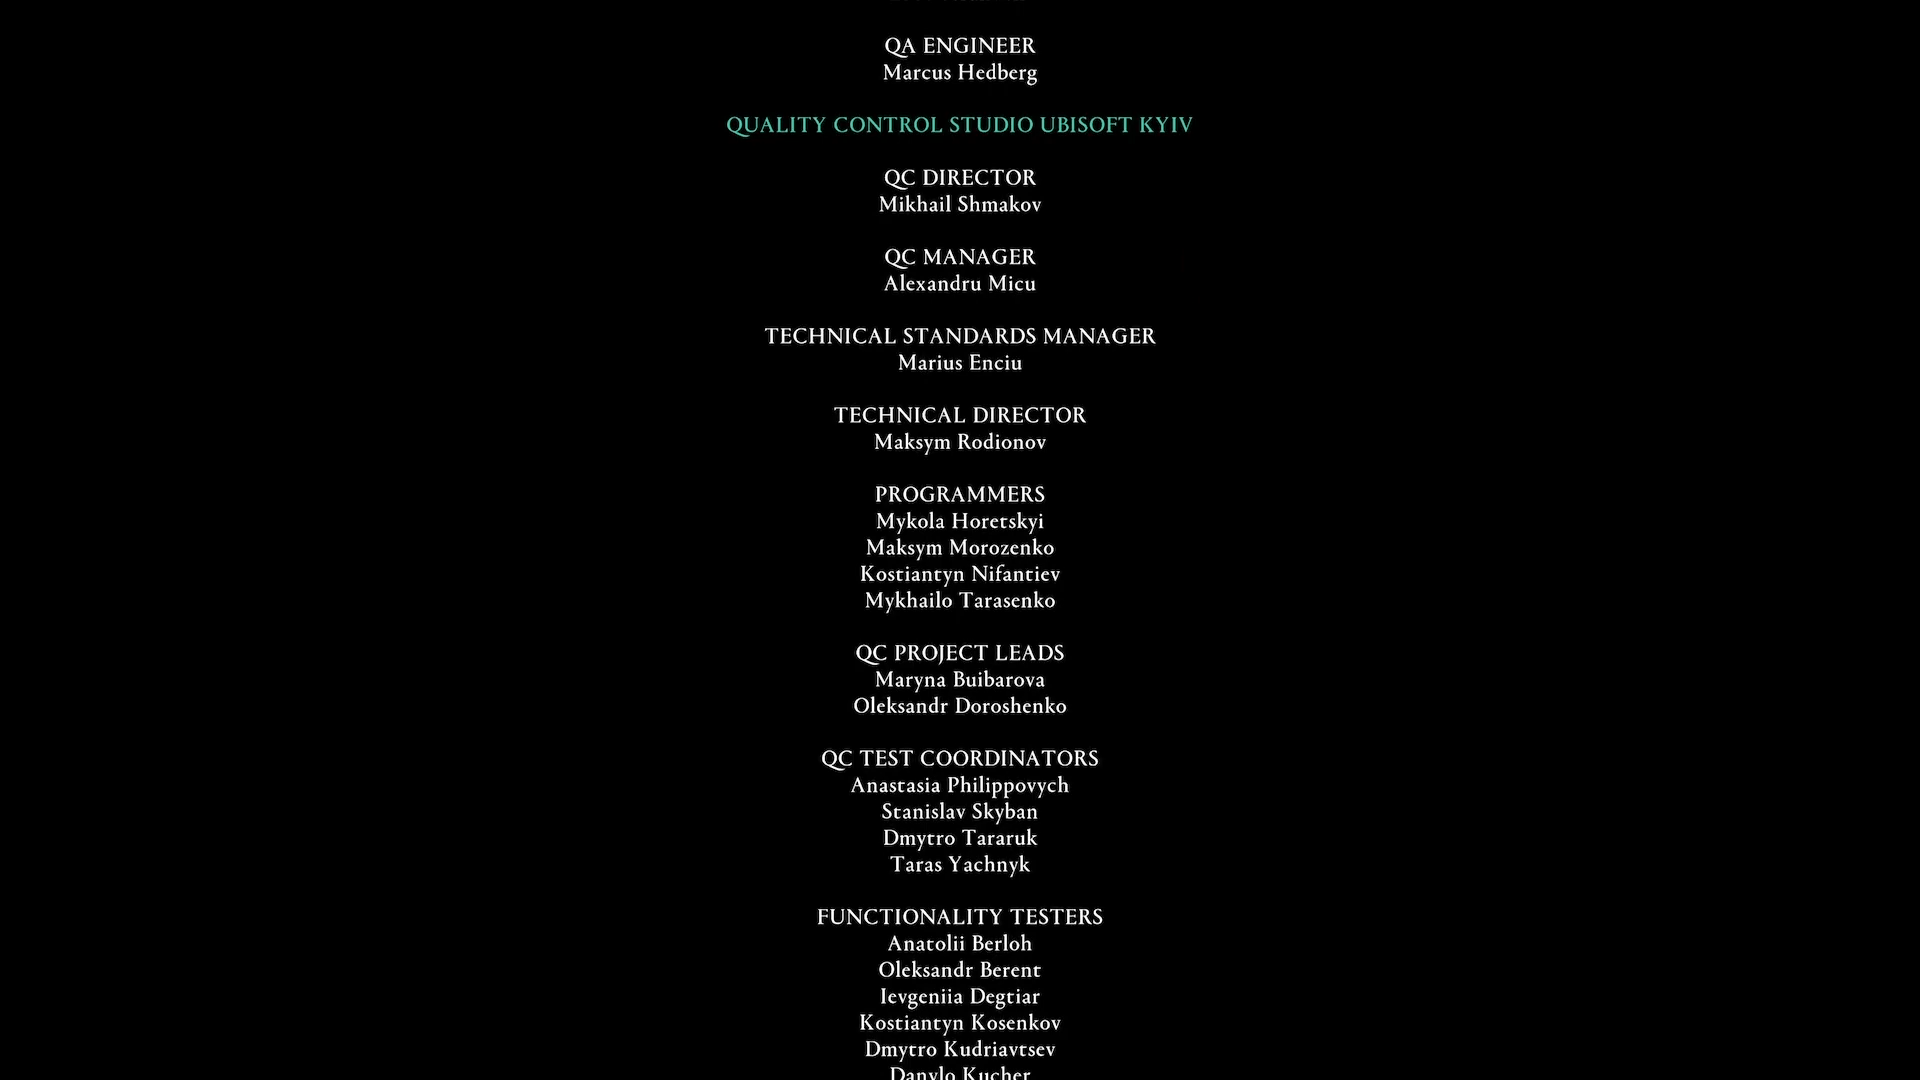 QA ENGINEER
Marcus Hedberg
QUALITY CONTROL STUDIO UBISOFT KYIV
QC DIRECTOR
Mikhail Shmakov
QC MANAGER
Alexandru Micu
TECHNICAL STANDARDS MANAGER
Marius Enciu
TECHNICAL DIRECTOR
Maksym Rodionov
PROGRAMMERS
Mykola Horetskyi
Maksym Morozenko
Kostiantyn Nifantiev
Mykhailo Tarasenko
QC PROJECT LEADS
Maryna Buibarova
Oleksandr Doroshenko
QC TEST COORDINATORS
Anastasia Philippovych
Stanislav Skyban
Dmytro Tararuk
Taras Yachnyk
FUNCTIONALITY TESTERS
Anatolii Berloh
Oleksandr Berent
Ievgeniia Degtiar
Kostiantyn Kosenkov
Dmytro Kudriavtsev
Danylo Kucher